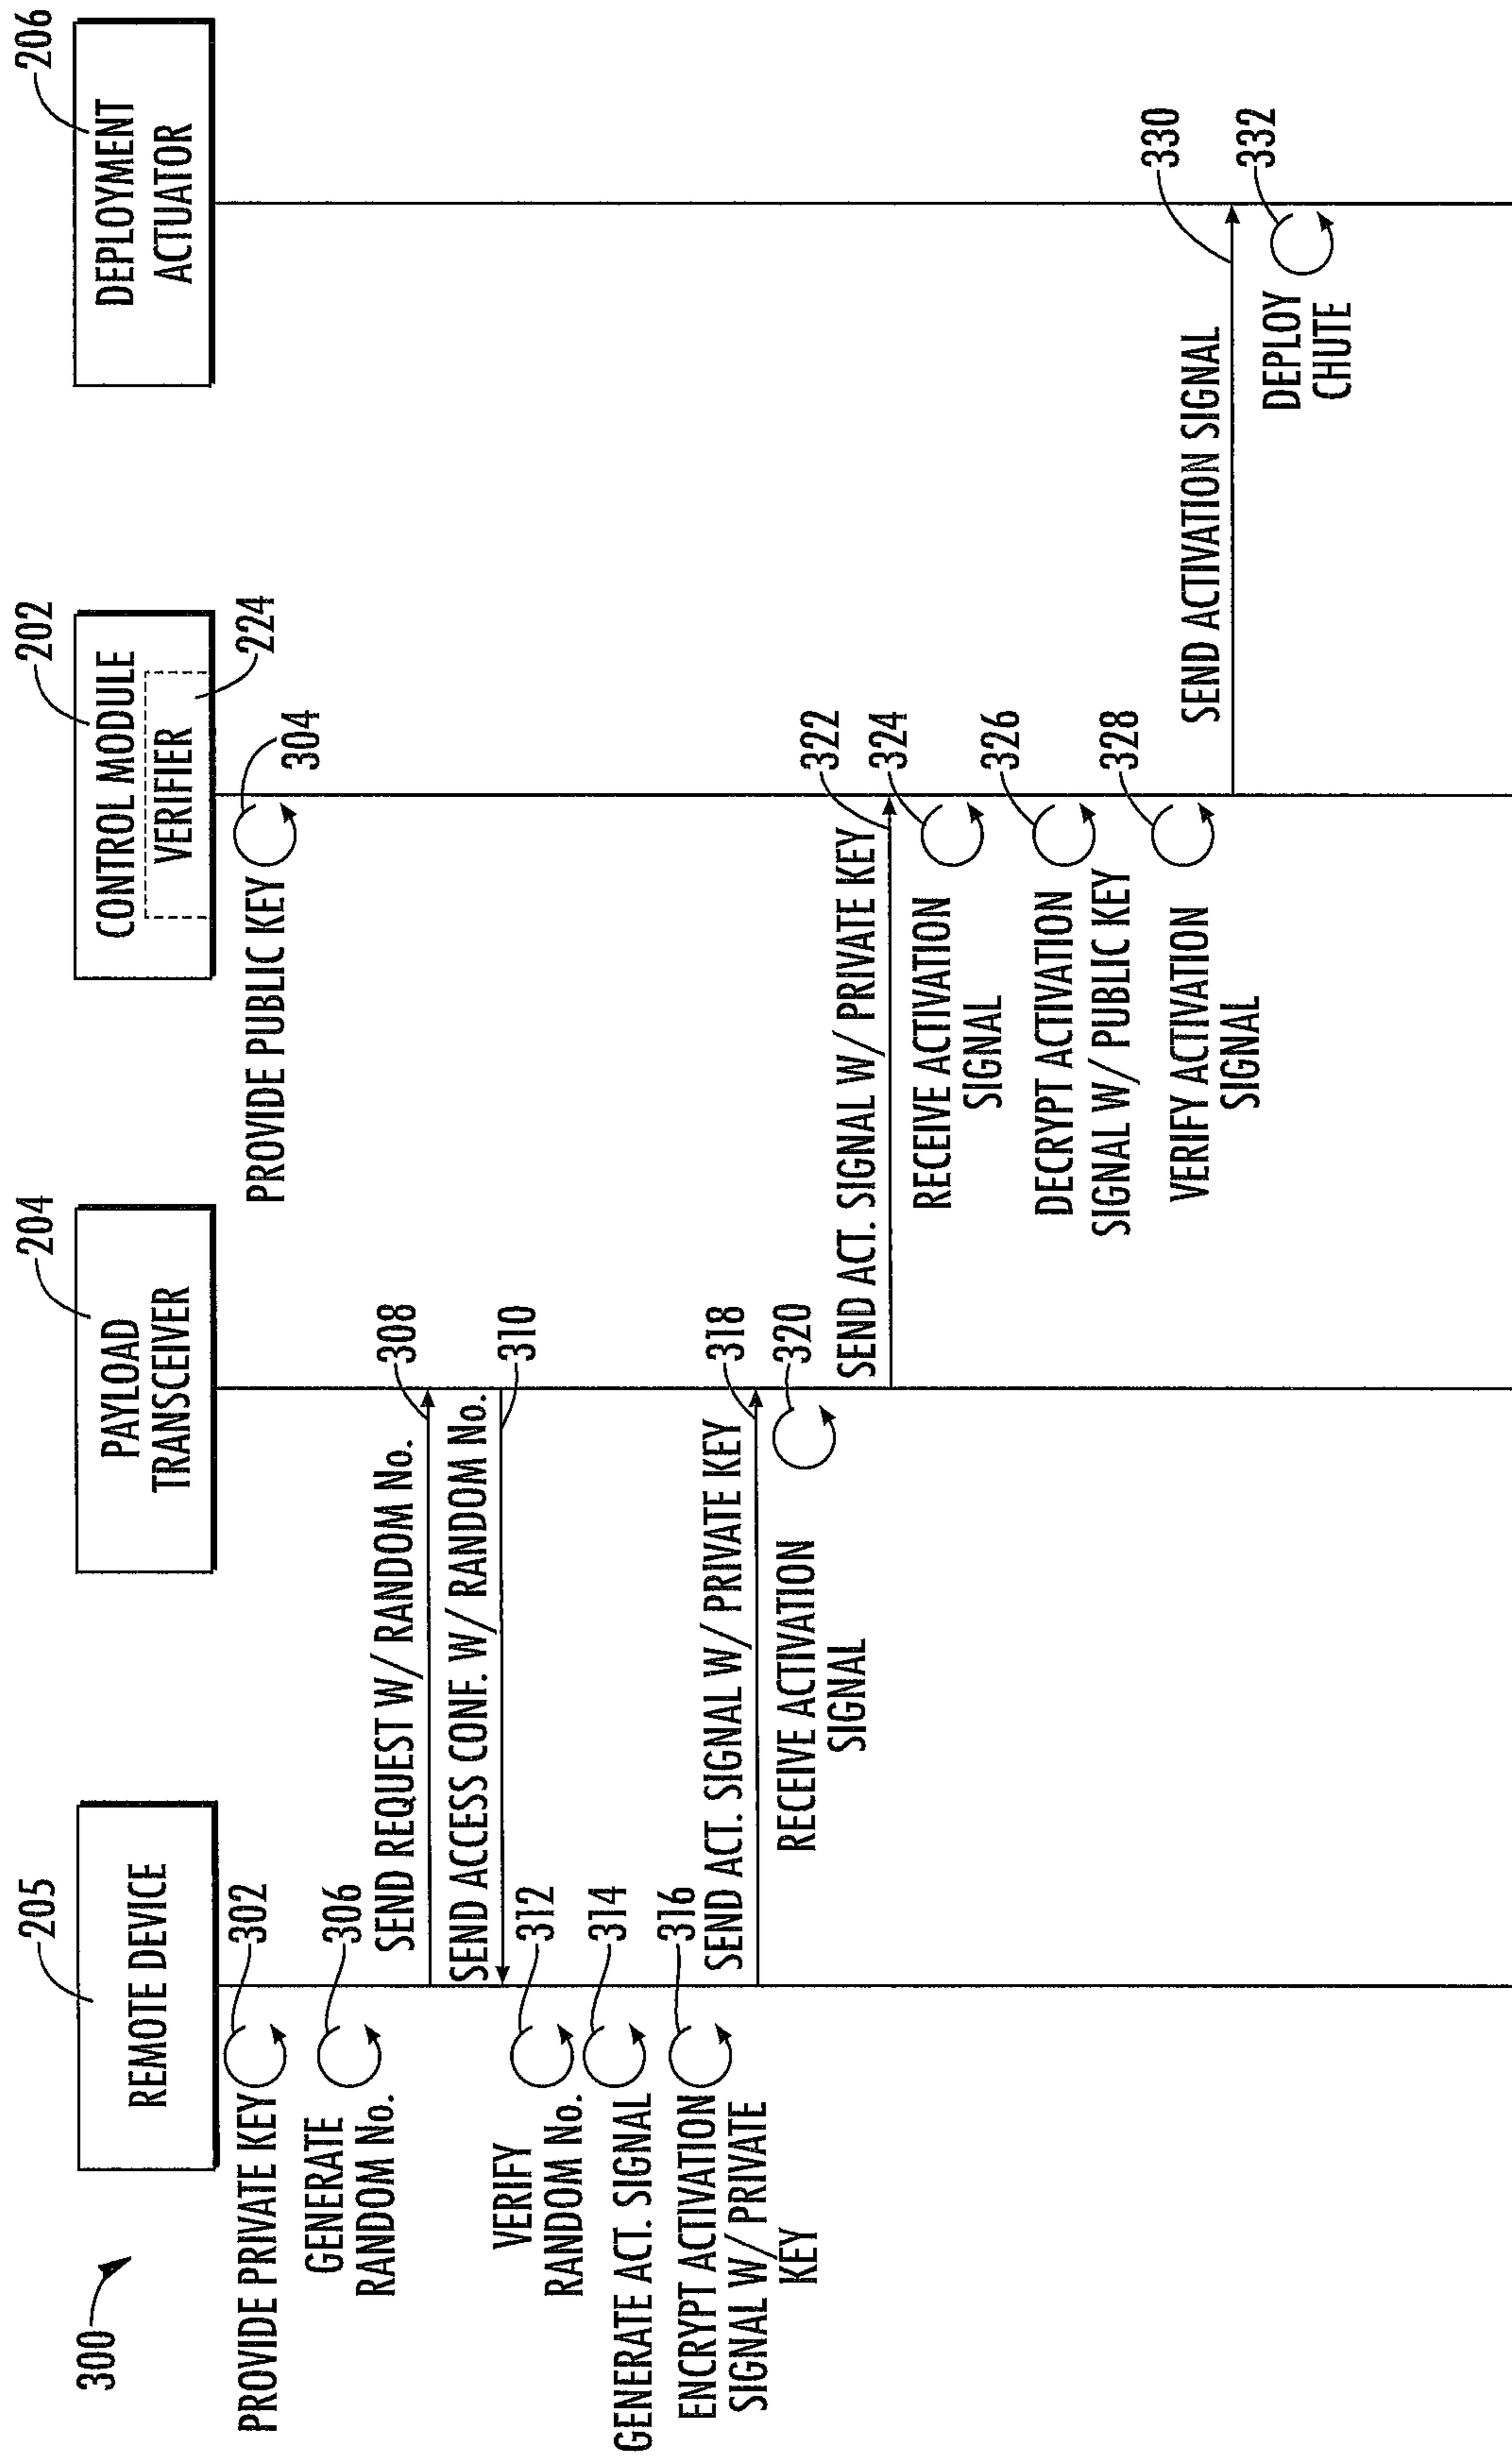 300
205
REMOTE DEVICE
204
PAYLOAD
TRANSCEIVER
202
CONTROL MODULE
VERIFIER
224
206
DEPLOYMENT
ACTUATOR
PROVIDE PRIVATE KEY
302
PROVIDE PUBLIC KEY
304
GENERATE
RANDOM No.
306
SEND REQUEST W/ RANDOM No.
308
SEND ACCESS CONF. W/ RANDOM No.
310
VERIFY
RANDOM No.
312
GENERATE ACT. SIGNAL
314
ENCRYPT ACTIVATION
SIGNAL W/ PRIVATE
KEY
316
SEND ACT. SIGNAL W/ PRIVATE KEY
318
RECEIVE ACTIVATION
SIGNAL
320
SEND ACT. SIGNAL W/ PRIVATE KEY
322
RECEIVE ACTIVATION
SIGNAL
324
DECRYPT ACTIVATION
SIGNAL W/ PUBLIC KEY
326
VERIFY ACTIVATION
SIGNAL
328
SEND ACTIVATION SIGNAL
330
DEPLOY
CHUTE
332